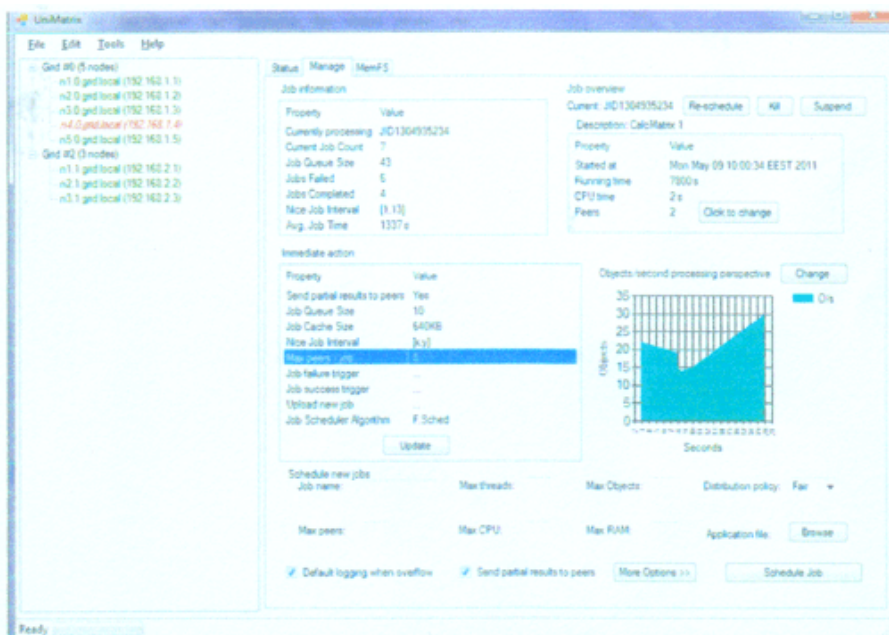 UniMatrix
File Edit Tools Help
Grid #0 (5 nodes)
n1.0.grid.local (192.168.1.1)
n2.0.grid.local (192.168.1.2)
n3.0.grid.local (192.168.1.3)
n4.0.grid.local (192.168.1.4)
n5.0.grid.local (192.168.1.5)
Grid #2 (3 nodes)
n1.1.grid.local (192.168.2.1)
n2.1.grid.local (192.168.2.2)
n3.1.grid.local (192.168.2.3)
Status Manage MemFS
Job information
Property Value
Currently processing JID1304935234
Current Job Count 7
Job Queue Size 43
Jobs Failed 5
Jobs Completed 4
Nice Job Interval [1,13]
Avg. Job Time 1337 s
Job overview
Current: JID1304935234 Re-schedule Kill Suspend
Description: CalcMatrix 1
Property Value
Started at Mon May 09 10:00:34 EEST 2011
Running time 7800 s
CPU time 2 s
Peers 2 Click to change
Immediate action
Property Value
Send partial results to peers Yes
Job Queue Size 10
Job Cache Size 640KB
Nice Job Interval [x,y]
Max peers / job
Job failure trigger ...
Job success trigger ...
Upload new job ...
Job Scheduler Algorithm F.Sched
Update
Objects/second processing perspective Change
O/s
35
30
25
20
15
10
5
0
Objects
Seconds
Schedule new jobs
Job name: Max threads: Max Objects: Distribution policy: Fair
Max peers: Max CPU: Max RAM: Application file: Browse
Default logging when overflow Send partial results to peers More Options >> Schedule Job
Ready